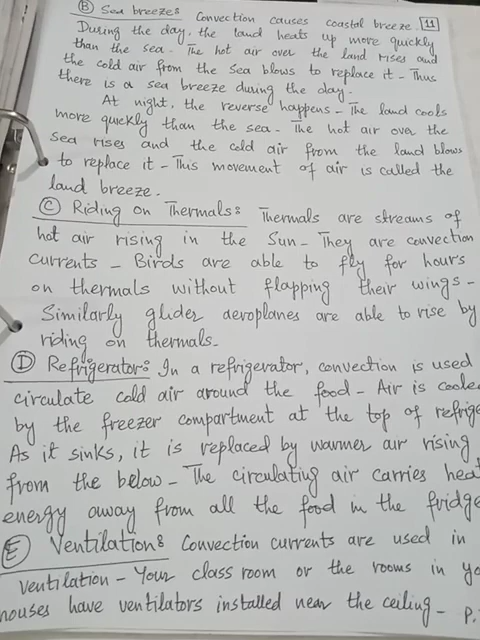 (B) Sea breeze: Convection causes coastal breeze. 11
During the day, the land heats up more quickly
than the sea. The hot air over the land rises and
the cold air from the sea blows to replace it - Thus
there is a sea breeze during the day.
At night, the reverse happens - The land cools
more quickly than the sea - The hot air over the
sea rises and the cold air from the land blows
to replace it - This movement of air is called the
land breeze -
(C) Riding on Thermals: Thermals are streams of
hot air rising in the Sun - They are convection
currents - Birds are able to fly for hours
on thermals without flapping their wings -
Similarly glider aeroplanes are able to rise by
riding on thermals -
(D) Refrigerator: In a refrigerator, convection is used
circulate cold air around the food - Air is coole
by the freezer compartment at the top of refrige
As it sinks, it is replaced by warmer air rising
from the below - The circulating air carries heat
energy away from all the food in the fridge
(E) Ventilation: Convection currents are used in
ventilation - Your class room or the rooms in yo
houses have ventilators installed near the ceiling - P.